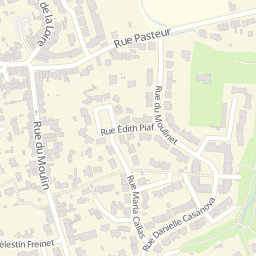 de la Loire
Rue Pasteur
Rue du Moulinet
Rue Édith Piaf
Rue du Moulin
Rue Maria Callas
Rue Danielle Casanova
élestin Freinet